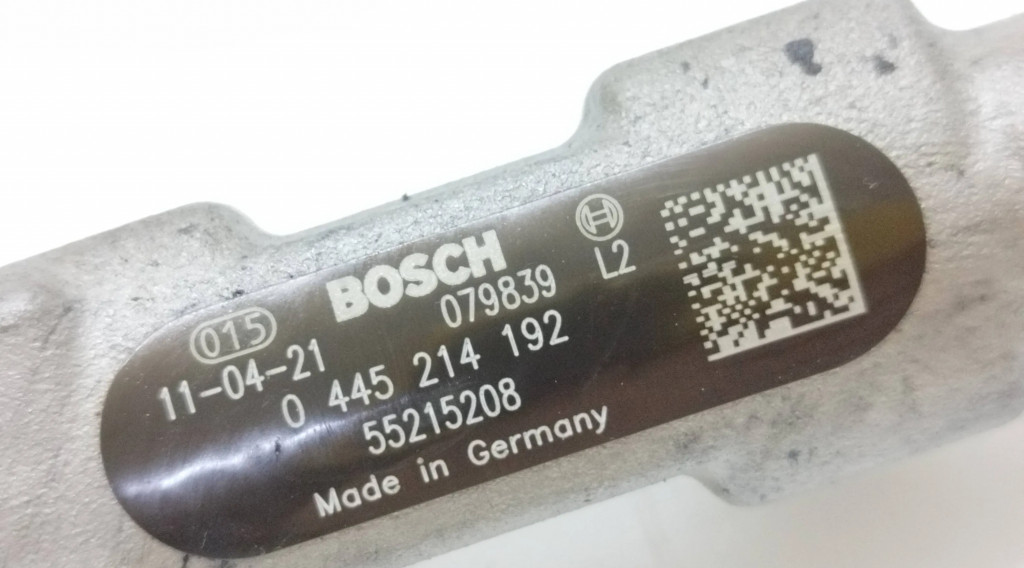 BOSCH
015
079839 L2
11-04-21
0 445 214 192
55215208
Made in Germany